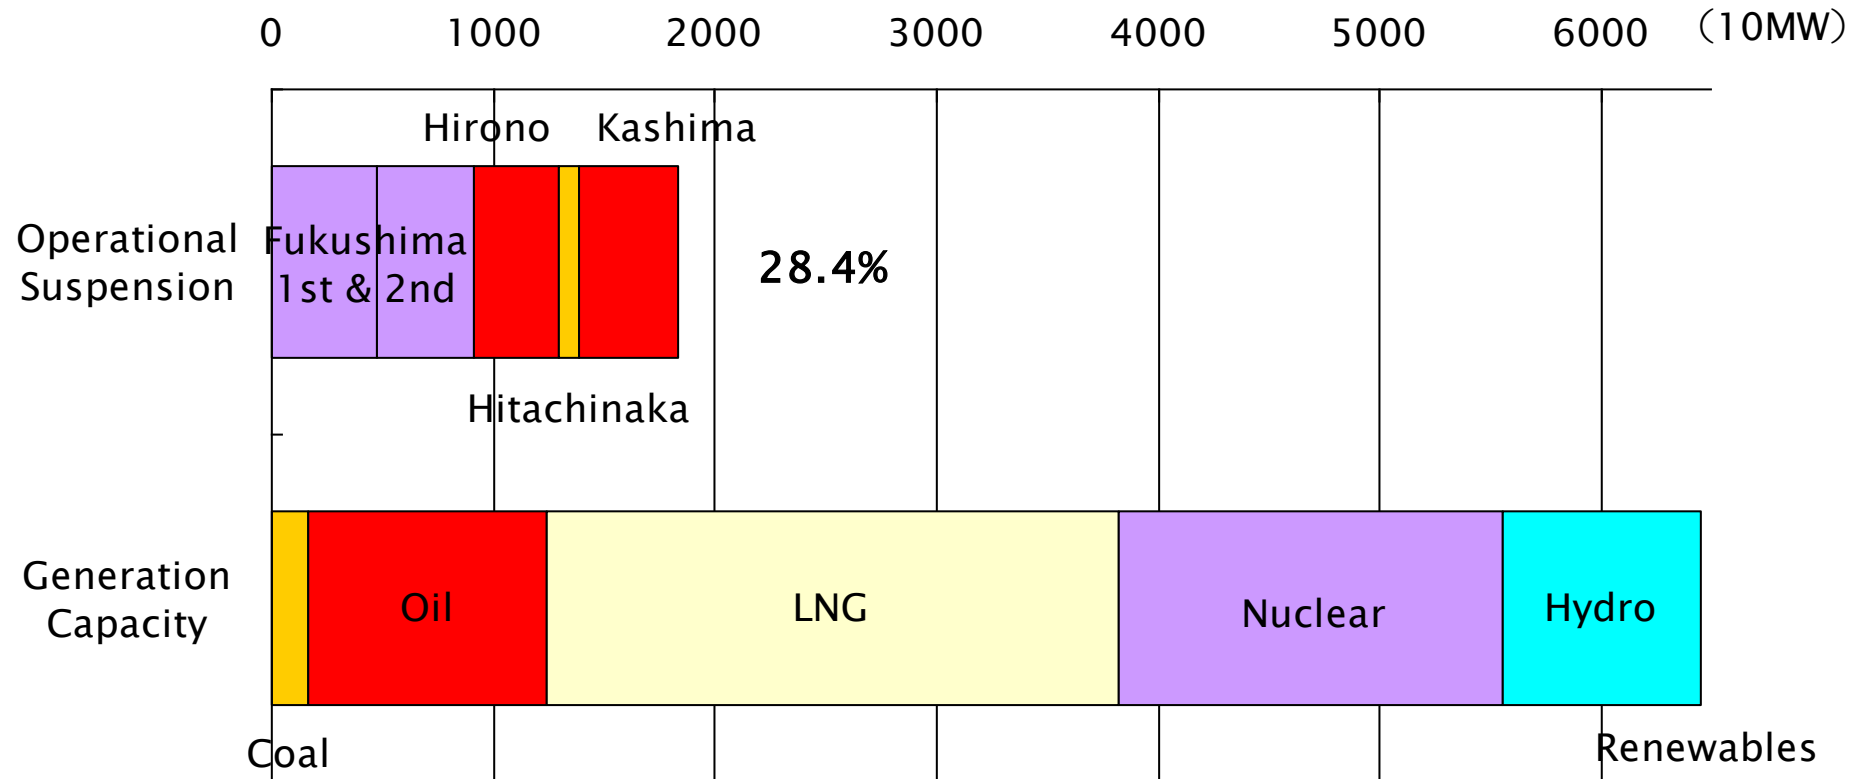 0 1000 2000 3000 4000 5000 6000 （10MW）
Hirono Kashima
Operational
Suspension
Fukushima
1st & 2nd
28.4%
Hitachinaka
Generation
Capacity
Oil LNG Nuclear Hydro
Coal Renewables